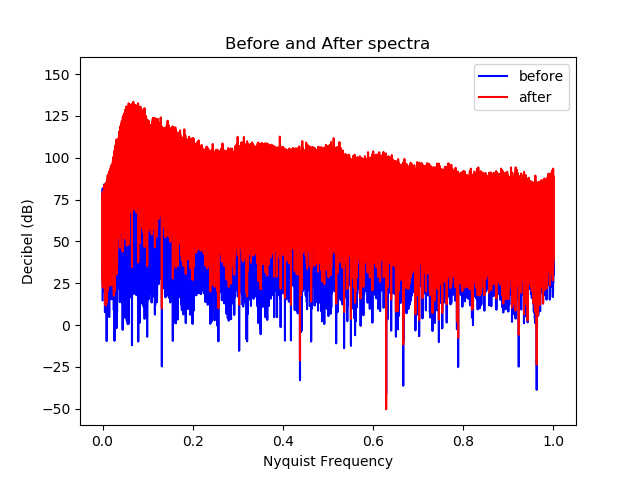 Before and After spectra
before
after
Decibel (dB)
150
125
100
75
50
25
0
−25
−50
0.0 0.2 0.4 0.6 0.8 1.0
Nyquist Frequency